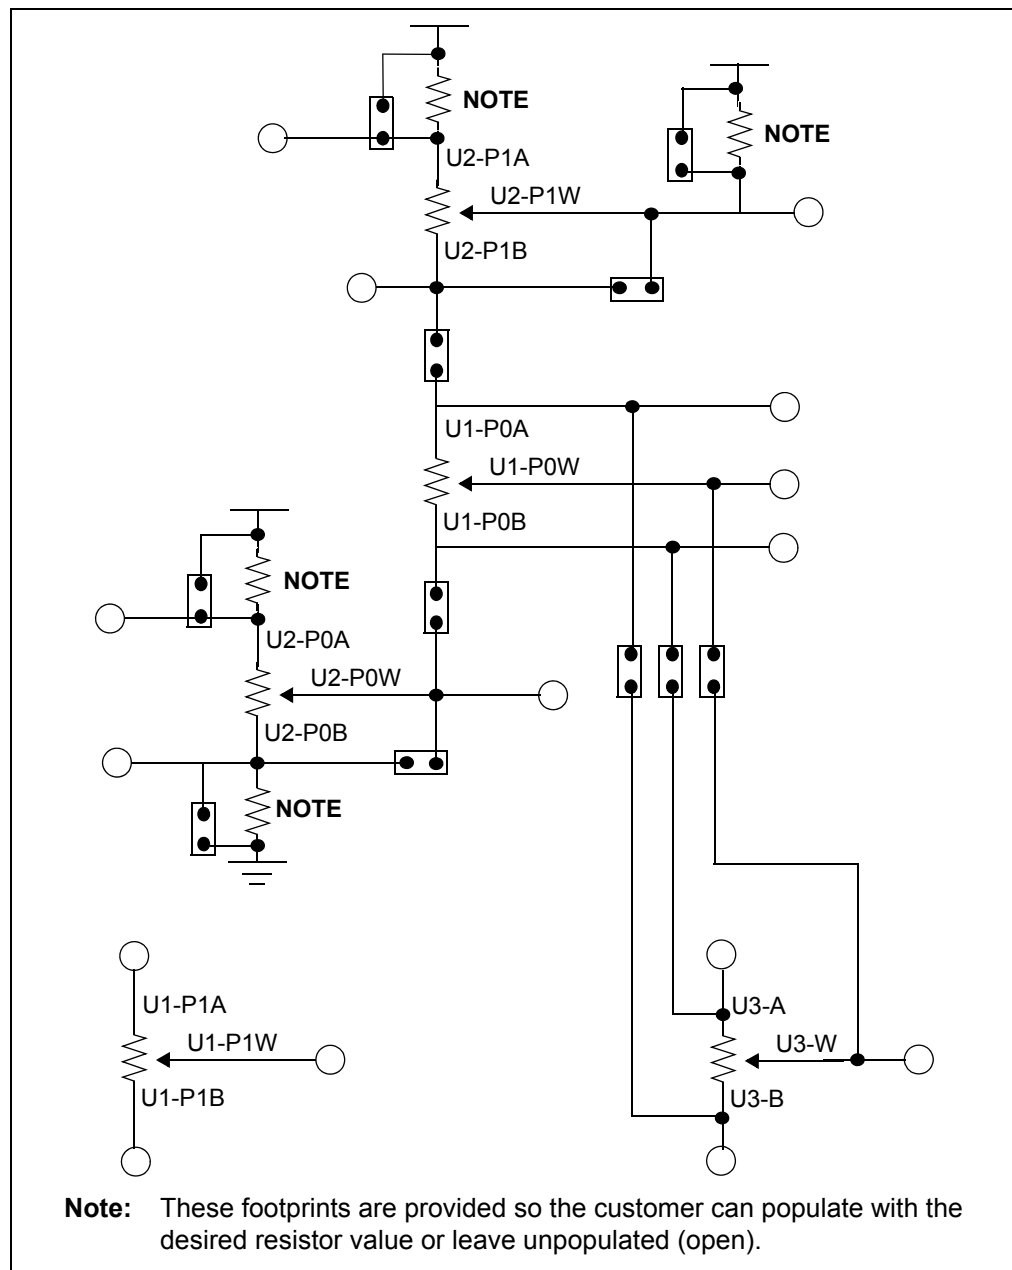 NOTE
NOTE
U2-P1A
U2-P1W
U2-P1B
U1-P0A
U1-P0W
U1-P0B
NOTE
U2-P0A
U2-P0W
U2-P0B
NOTE
U1-P1A
U3-A
U1-P1W
U3-W
U1-P1B
U3-B
Note: These footprints are provided so the customer can populate with the
desired resistor value or leave unpopulated (open).